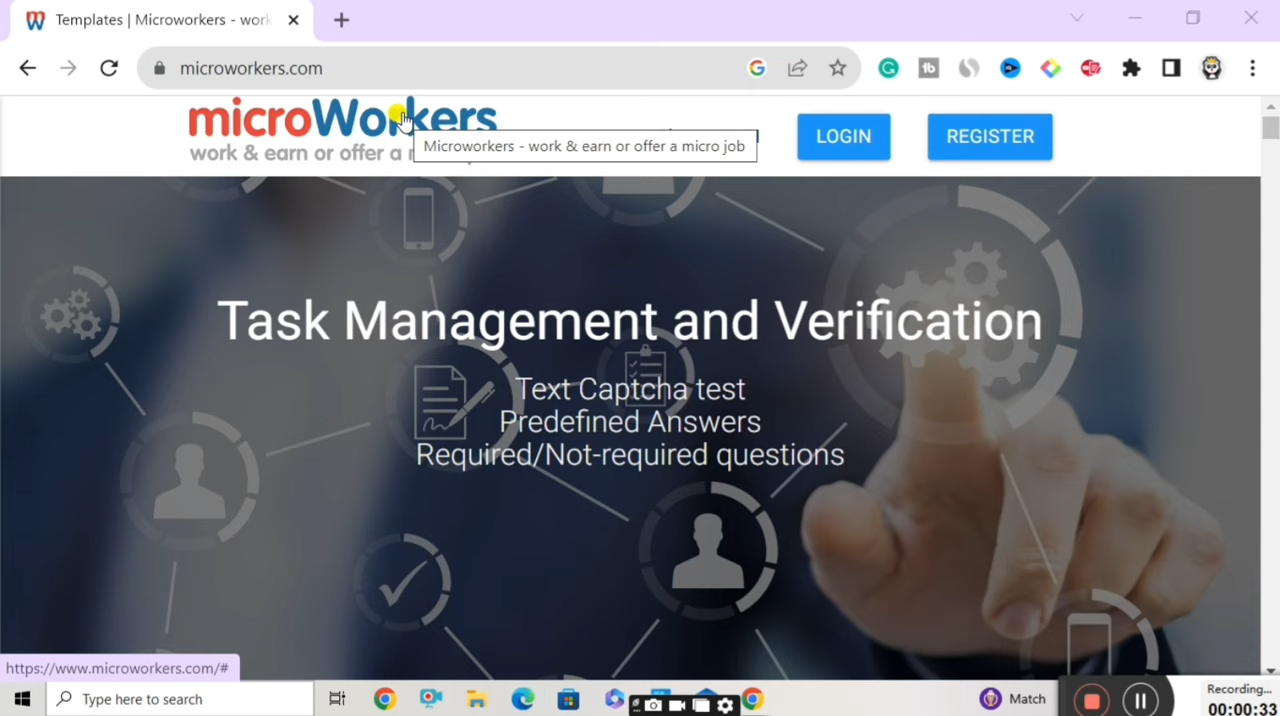 Templates | Microworkers - work
microworkers.com
microWorkers
work & earn or offer a m
Microworkers - work & earn or offer a micro job
LOGIN
REGISTER
Task Management and Verification
Text Captcha test
Predefined Answers
Required/Not-required questions
https://www.microworkers.com/#
Type here to search
Match
Recording...
00:00:33